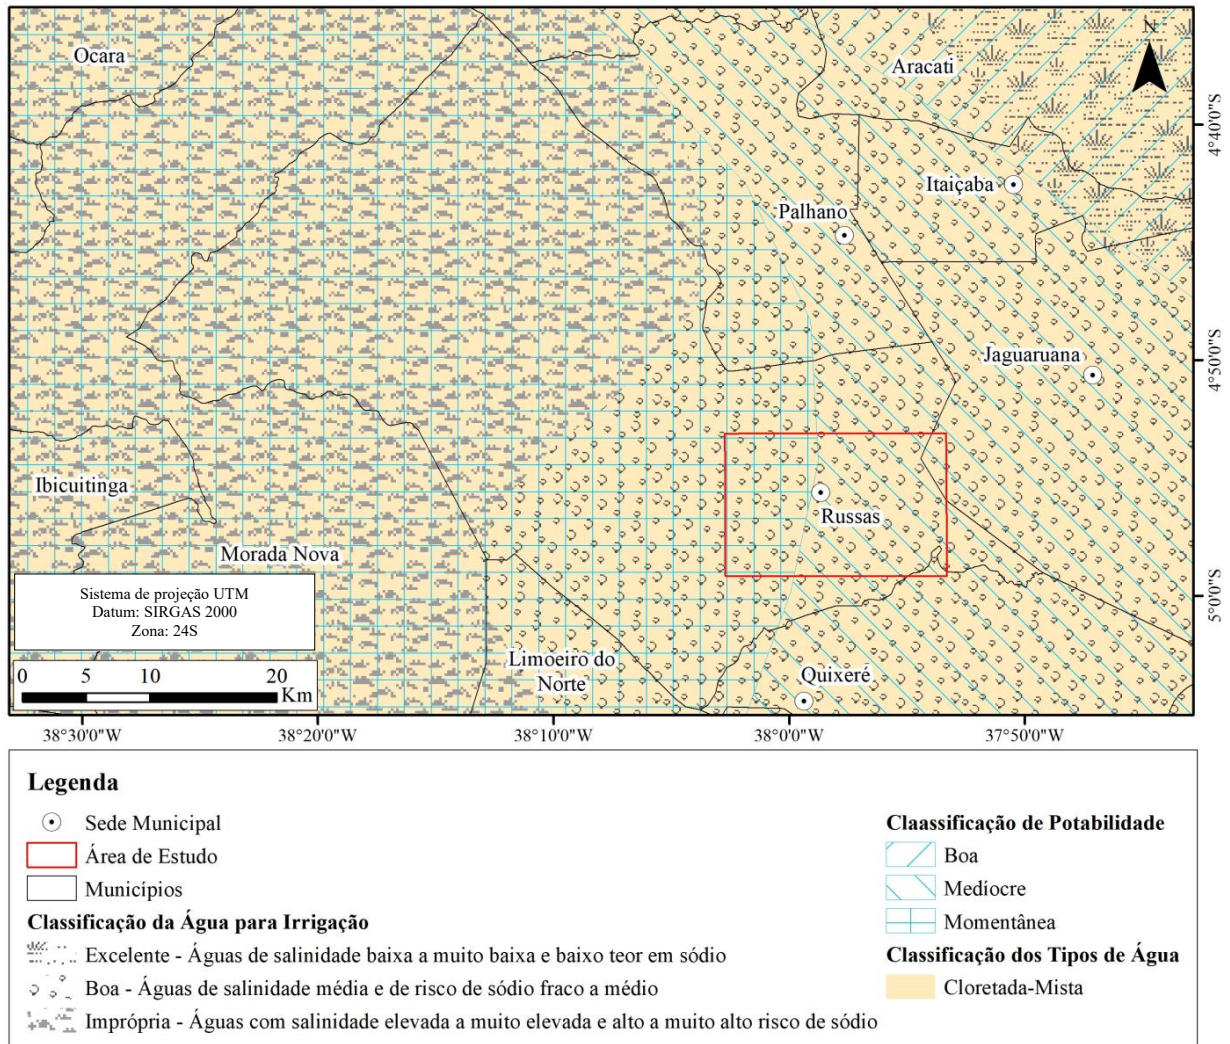 Ocara
Aracati
N
4°40'0"S
Itaiçaba
Palhano
Jaguaruana
4°50'0"S
Ibicuitinga
Russas
Morada Nova
Sistema de projeção UTM
Datum: SIRGAS 2000
Zona: 24S
5°0'0"S
Limoeiro do
Norte
Quixeré
0 5 10 20
Km
38°30'0"W 38°20'0"W 38°10'0"W 38°0'0"W 37°50'0"W
Legenda
Sede Municipal
Área de Estudo
Municípios
Classificação da Água para Irrigação
Excelente - Águas de salinidade baixa a muito baixa e baixo teor em sódio
Boa - Águas de salinidade média e de risco de sódio fraco a médio
Imprópria - Águas com salinidade elevada a muito elevada e alto a muito alto risco de sódio
Claassificação de Potabilidade
Boa
Medíocre
Momentânea
Classificação dos Tipos de Água
Cloretada-Mista